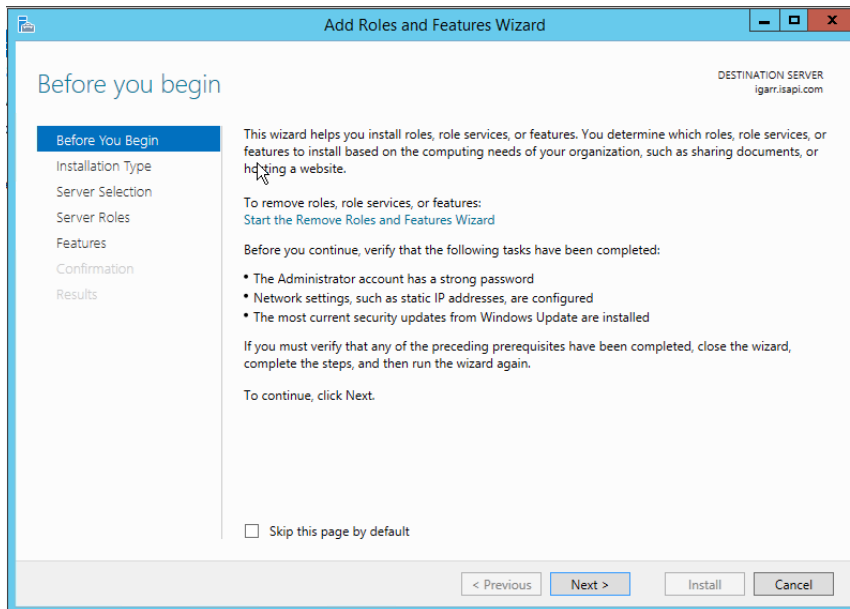 Add Roles and Features Wizard
Before you begin
DESTINATION SERVER
igarr.isapi.com
Before You Begin
Installation Type
Server Selection
Server Roles
Features
Confirmation
Results
This wizard helps you install roles, role services, or features. You determine which roles, role services, or
features to install based on the computing needs of your organization, such as sharing documents, or
hosting a website.
To remove roles, role services, or features:
Start the Remove Roles and Features Wizard
Before you continue, verify that the following tasks have been completed:
• The Administrator account has a strong password
• Network settings, such as static IP addresses, are configured
• The most current security updates from Windows Update are installed
If you must verify that any of the preceding prerequisites have been completed, close the wizard,
complete the steps, and then run the wizard again.
To continue, click Next.
Skip this page by default
< Previous
Next >
Install
Cancel